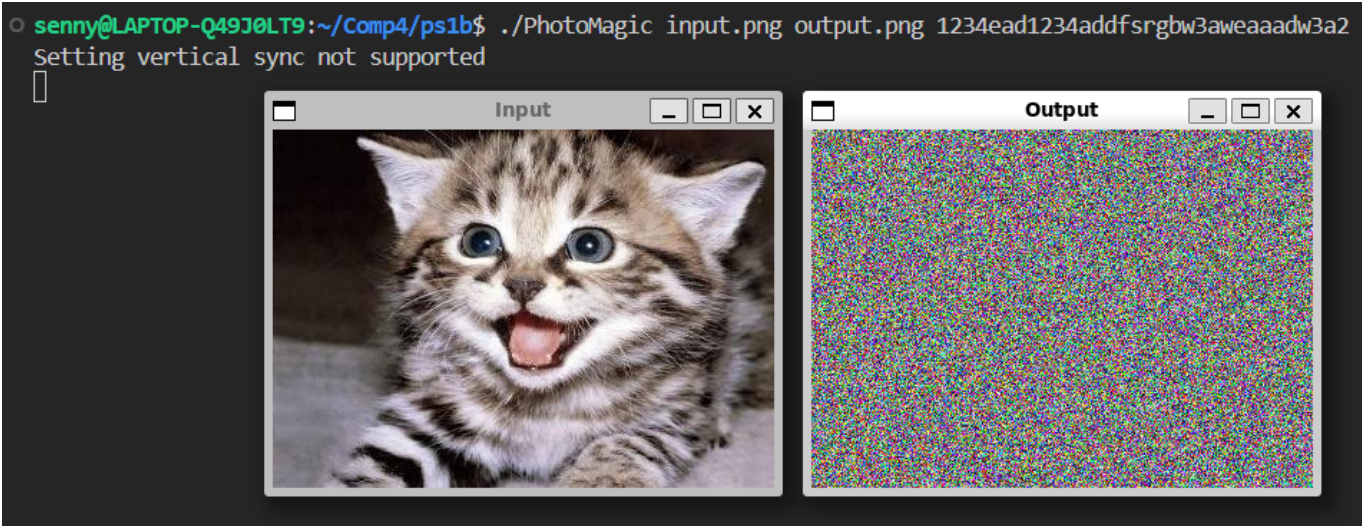 senny@LAPTOP-Q49J0LT9:~/Comp4/ps1b$ ./PhotoMagic input.png output.png 1234ead1234addfsrgbw3aweaaadw3a2
Setting vertical sync not supported
Input
Output